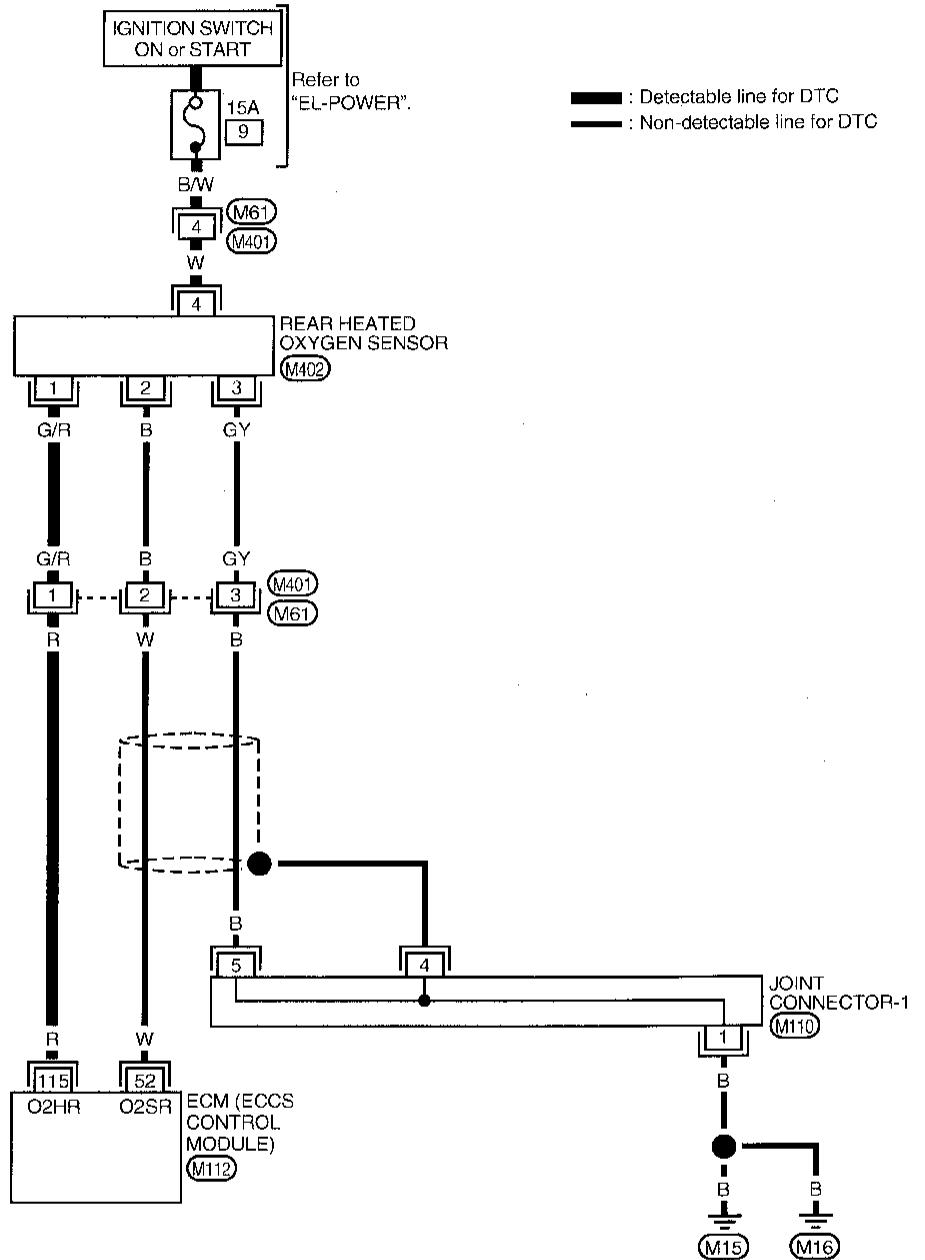 IGNITION SWITCH
ON or START
Refer to
"EL-POWER".
15A
9
: Detectable line for DTC
: Non-detectable line for DTC
B/W
4
M61
M401
W
4
REAR HEATED
OXYGEN SENSOR
M402
1
2
3
G/R
B
GY
G/R
B
GY
1
2
3
M401
M61
R
W
B
B
5
4
JOINT
CONNECTOR-1
M110
1
R
W
B
115
52
O2HR
O2SR
ECM (ECCS
CONTROL
MODULE)
M112
B
B
M15
M16